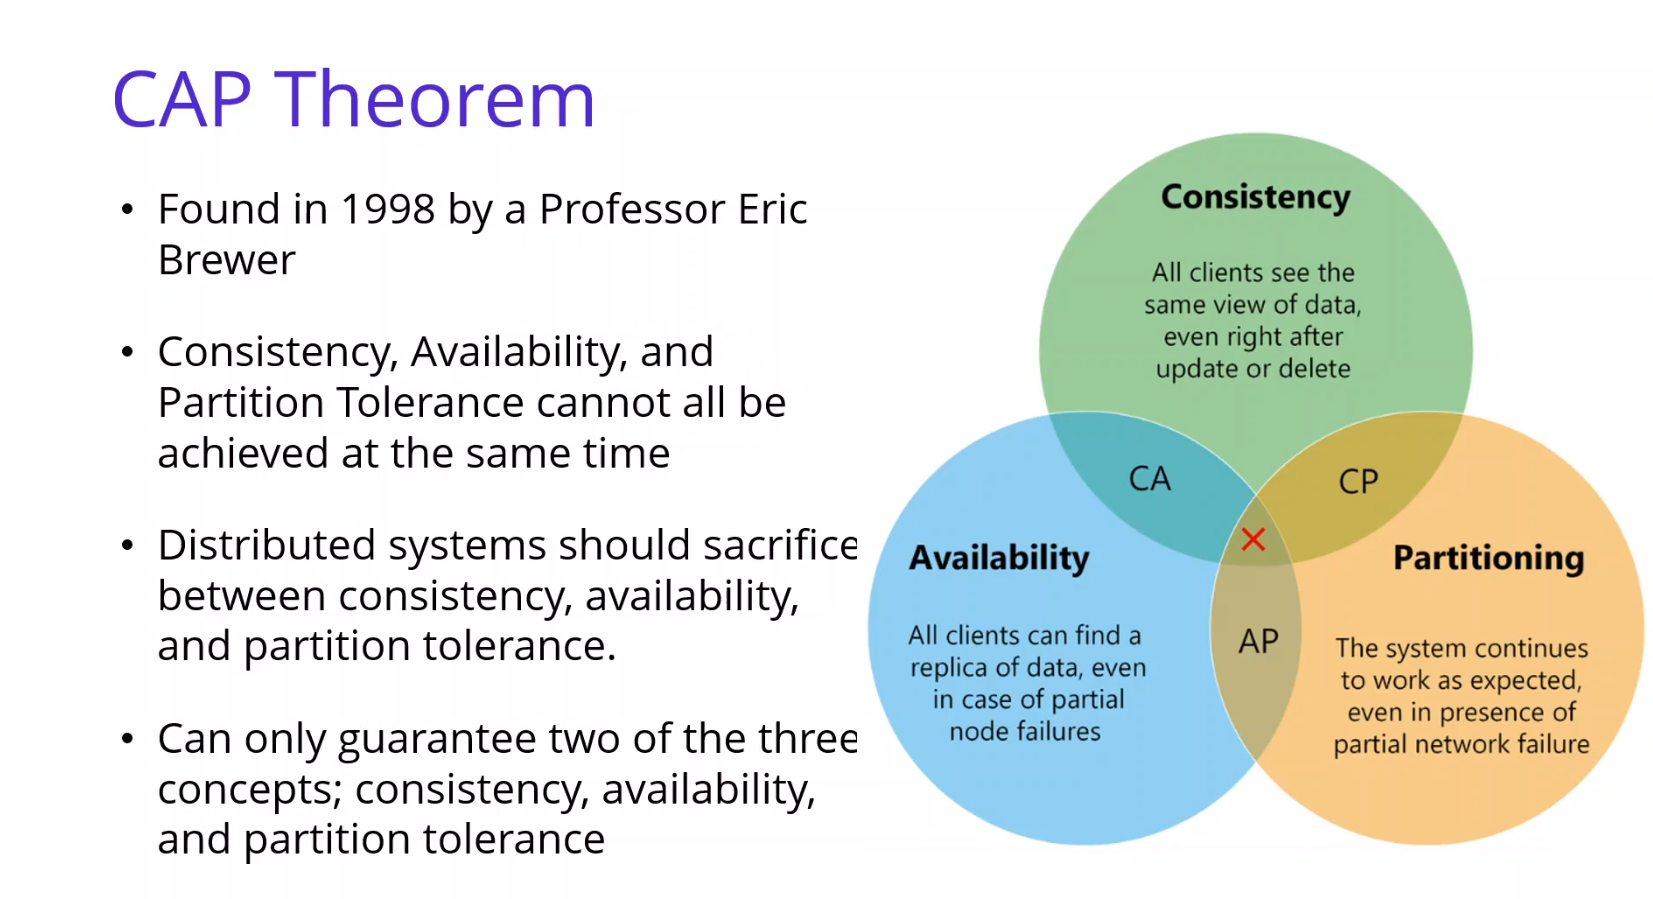 CAP Theorem
• Found in 1998 by a Professor Eric
Brewer
• Consistency, Availability, and
Partition Tolerance cannot all be
achieved at the same time
• Distributed systems should sacrifice
between consistency, availability,
and partition tolerance.
• Can only guarantee two of the three
concepts; consistency, availability,
and partition tolerance
Consistency
All clients see the
same view of data,
even right after
update or delete
CA
CP
Availability
All clients can find a
replica of data, even
in case of partial
node failures
AP
Partitioning
The system continues
to work as expected,
even in presence of
partial network failure